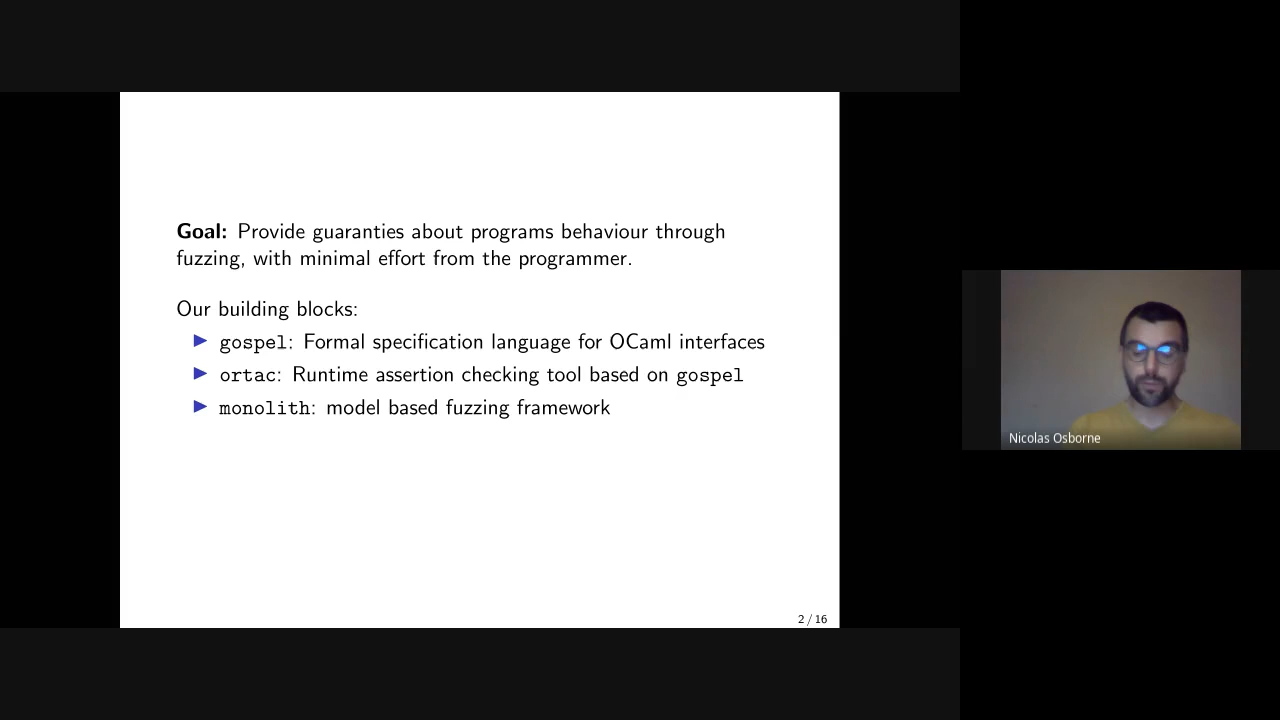 Goal: Provide guaranties about programs behaviour through
fuzzing, with minimal effort from the programmer.
Our building blocks:
▶ gospel: Formal specification language for OCaml interfaces
▶ ortac: Runtime assertion checking tool based on gospel
▶ monolith: model based fuzzing framework
2 / 16
Nicolas Osborne